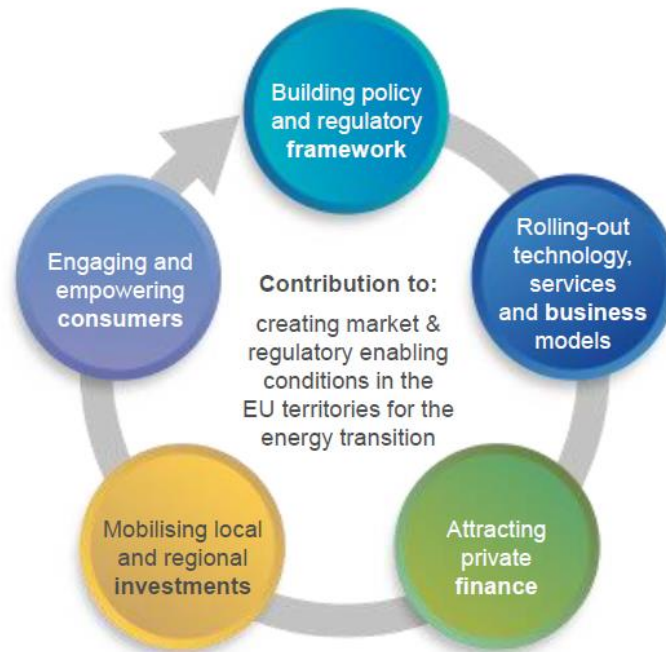 Building policy
and regulatory
framework
Rolling-out
technology,
services
and business
models
Attracting
private
finance
Mobilising local
and regional
investments
Engaging and
empowering
consumers
Contribution to:
creating market &
regulatory enabling
conditions in the
EU territories for the
energy transition